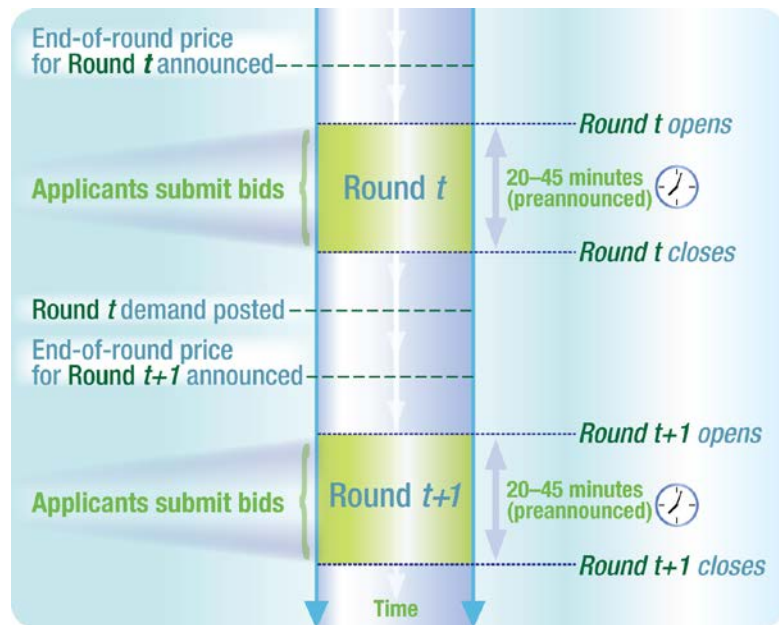 End-of-round price
for Round t announced
Round t opens
Applicants submit bids
Round t
20–45 minutes
(preannounced)
Round t closes
Round t demand posted
End-of-round price
for Round t+1 announced
Round t+1 opens
Applicants submit bids
Round t+1
20–45 minutes
(preannounced)
Round t+1 closes
Time